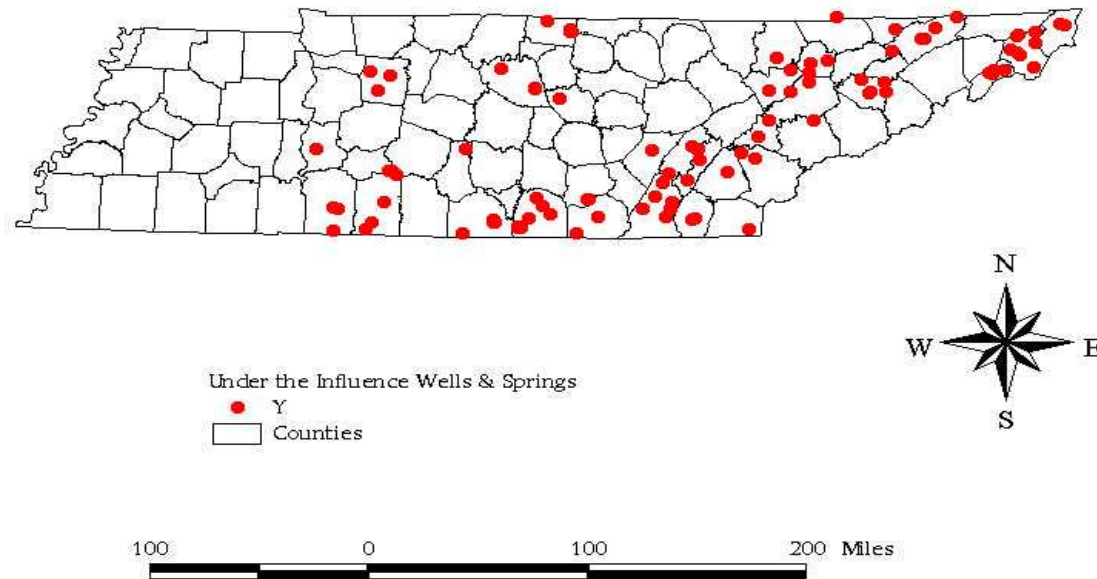 N
W E
S
Under the Influence Wells & Springs
Y
Counties
100 0 100 200 Miles